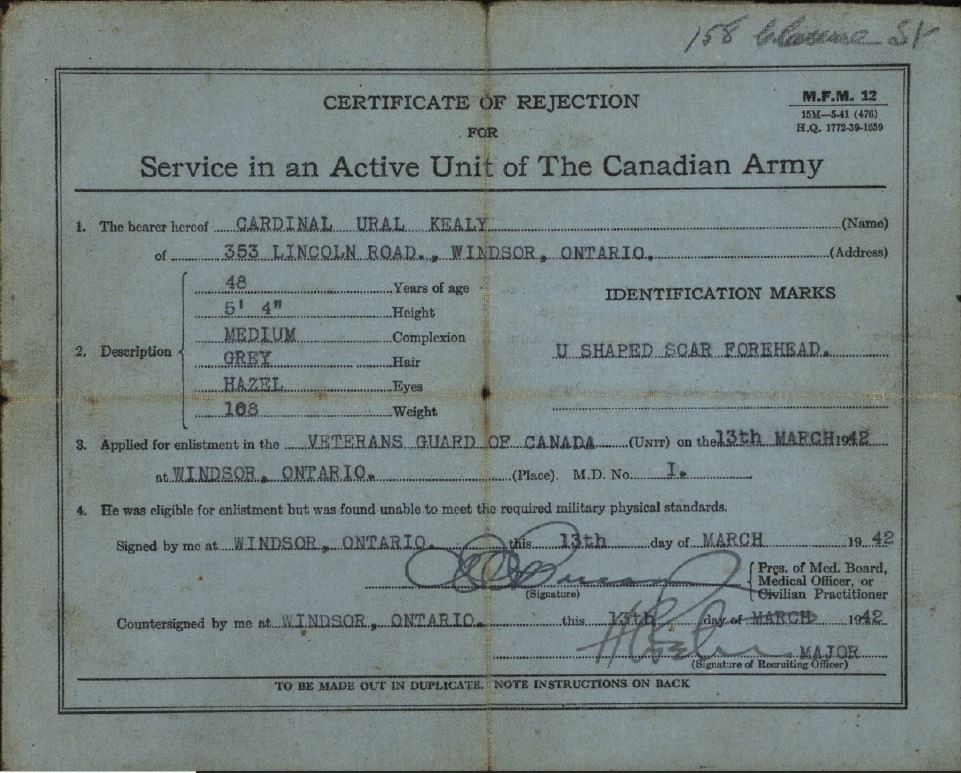 158 St
CERTIFICATE OF REJECTION
FOR
Service in an Active Unit of The Canadian Army
M.F.M. 12
15M—5-41 (476)
H.Q. 1772-39-1659
1. The bearer hereof CARDINAL URAL KEALY (Name)
of 353 LINCOLN ROAD., WINDSOR, ONTARIO. (Address)
2. Description
48 Years of age
5' 4" Height
MEDIUM Complexion
GREY Hair
HAZEL Eyes
168 Weight
IDENTIFICATION MARKS
U SHAPED SCAR FOREHEAD.
3. Applied for enlistment in the VETERANS GUARD OF CANADA (UNIT) on the 13th MARCH 1942
at WINDSOR, ONTARIO. (Place). M.D. No. I.
4. He was eligible for enlistment but was found unable to meet the required military physical standards.
Signed by me at WINDSOR, ONTARIO. this 13th day of MARCH 19 42
(Signature)
Pres. of Med. Board,
Medical Officer, or
Civilian Practitioner
Countersigned by me at WINDSOR, ONTARIO. this 13th day of MARCH 1942
MAJOR
(Signature of Recruiting Officer)
TO BE MADE OUT IN DUPLICATE. NOTE INSTRUCTIONS ON BACK